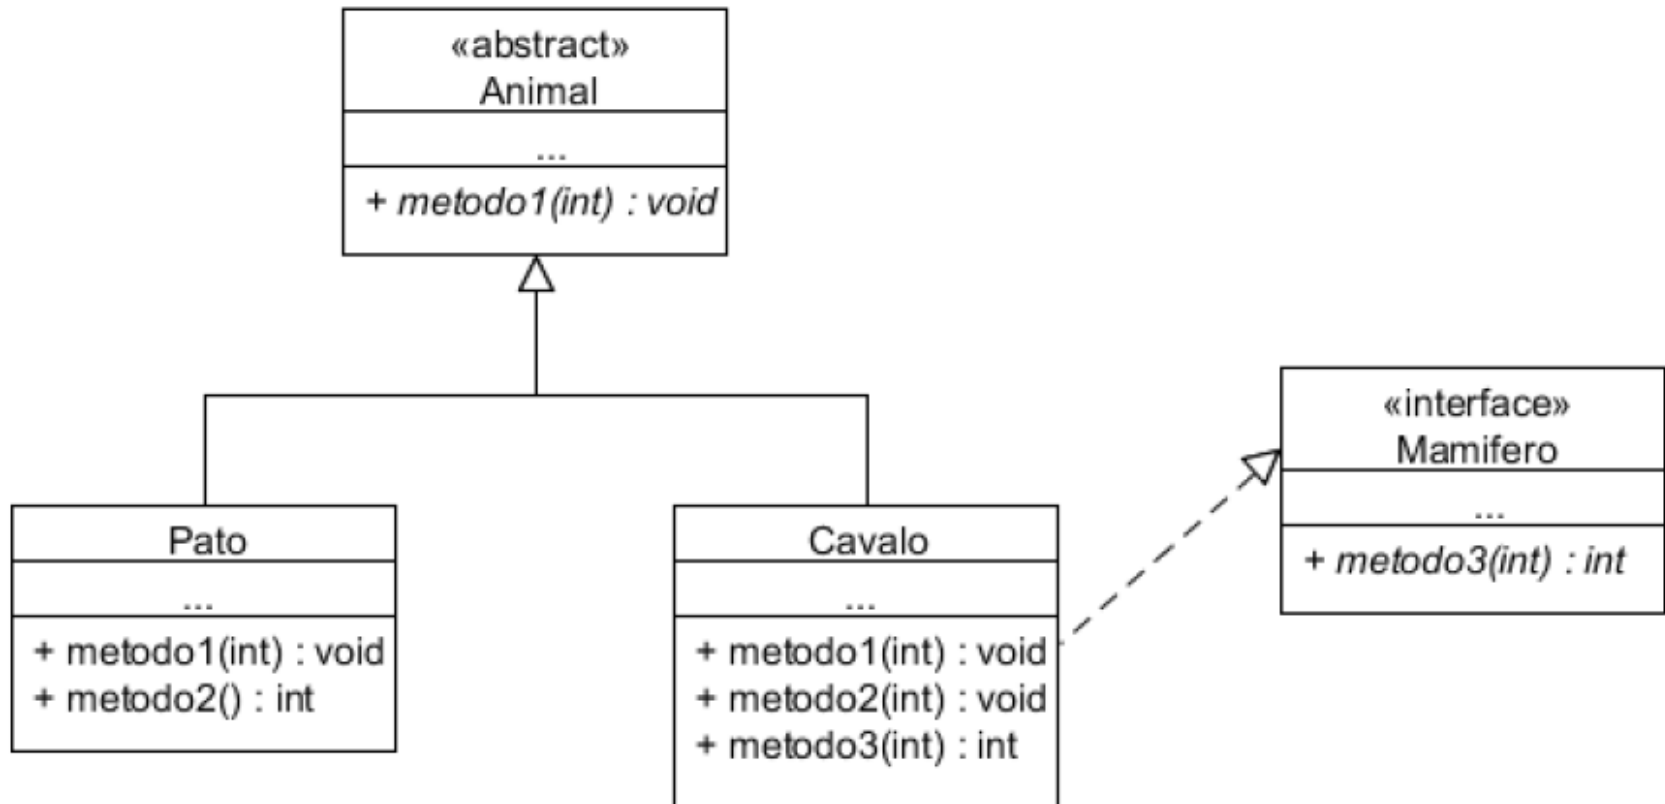 «abstract»
Animal
...
+ metodo1(int) : void
«interface»
Mamifero
...
+ metodo3(int) : int
Pato
...
+ metodo1(int) : void
+ metodo2() : int
Cavalo
...
+ metodo1(int) : void
+ metodo2(int) : void
+ metodo3(int) : int